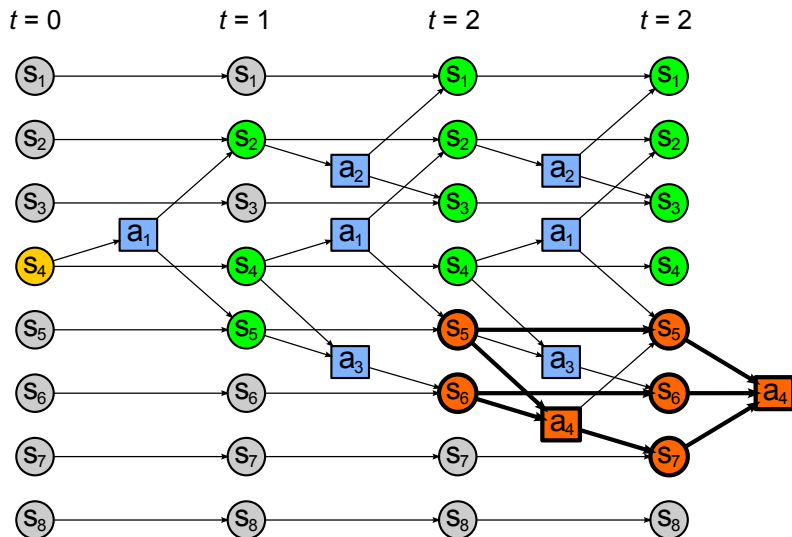 t = 0 t = 1 t = 2 t = 2
s1 s1 s1 s1
s2 s2 s2 s2
a2 a2
s3 s3 s3 s3
a1 a1 a1
s4 s4 s4 s4
s5 s5 s5 s5
a3 a3
s6 s6 s6 s6 a4
a4
s7 s7 s7 s7
s8 s8 s8 s8